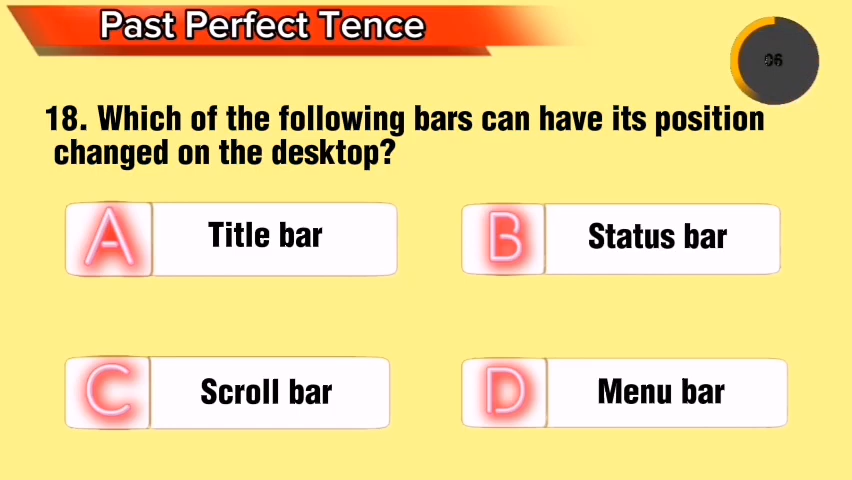 Past Perfect Tence
06
18. Which of the following bars can have its position
changed on the desktop?
A Title bar
B Status bar
C Scroll bar
D Menu bar